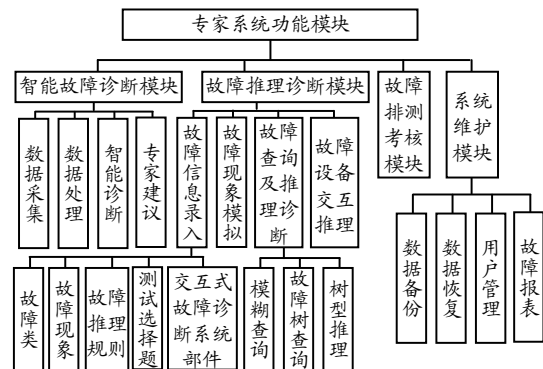 专家系统功能模块
智能故障诊断模块
故障推理诊断模块
故障
排测
考核
模块
系统
维护
模块
数据采集
数据处理
智能诊断
专家建议
故障信息录入
故障现象模拟
故障
查询
及推
理诊
断
故障
设备
交互
推理
数据备份
数据恢复
用户管理
故障报表
故障类
故障现象
故障
推理
规则
测试选择题
交互式
故障诊
断系统
部件
模糊查询
故障树查询
树型推理